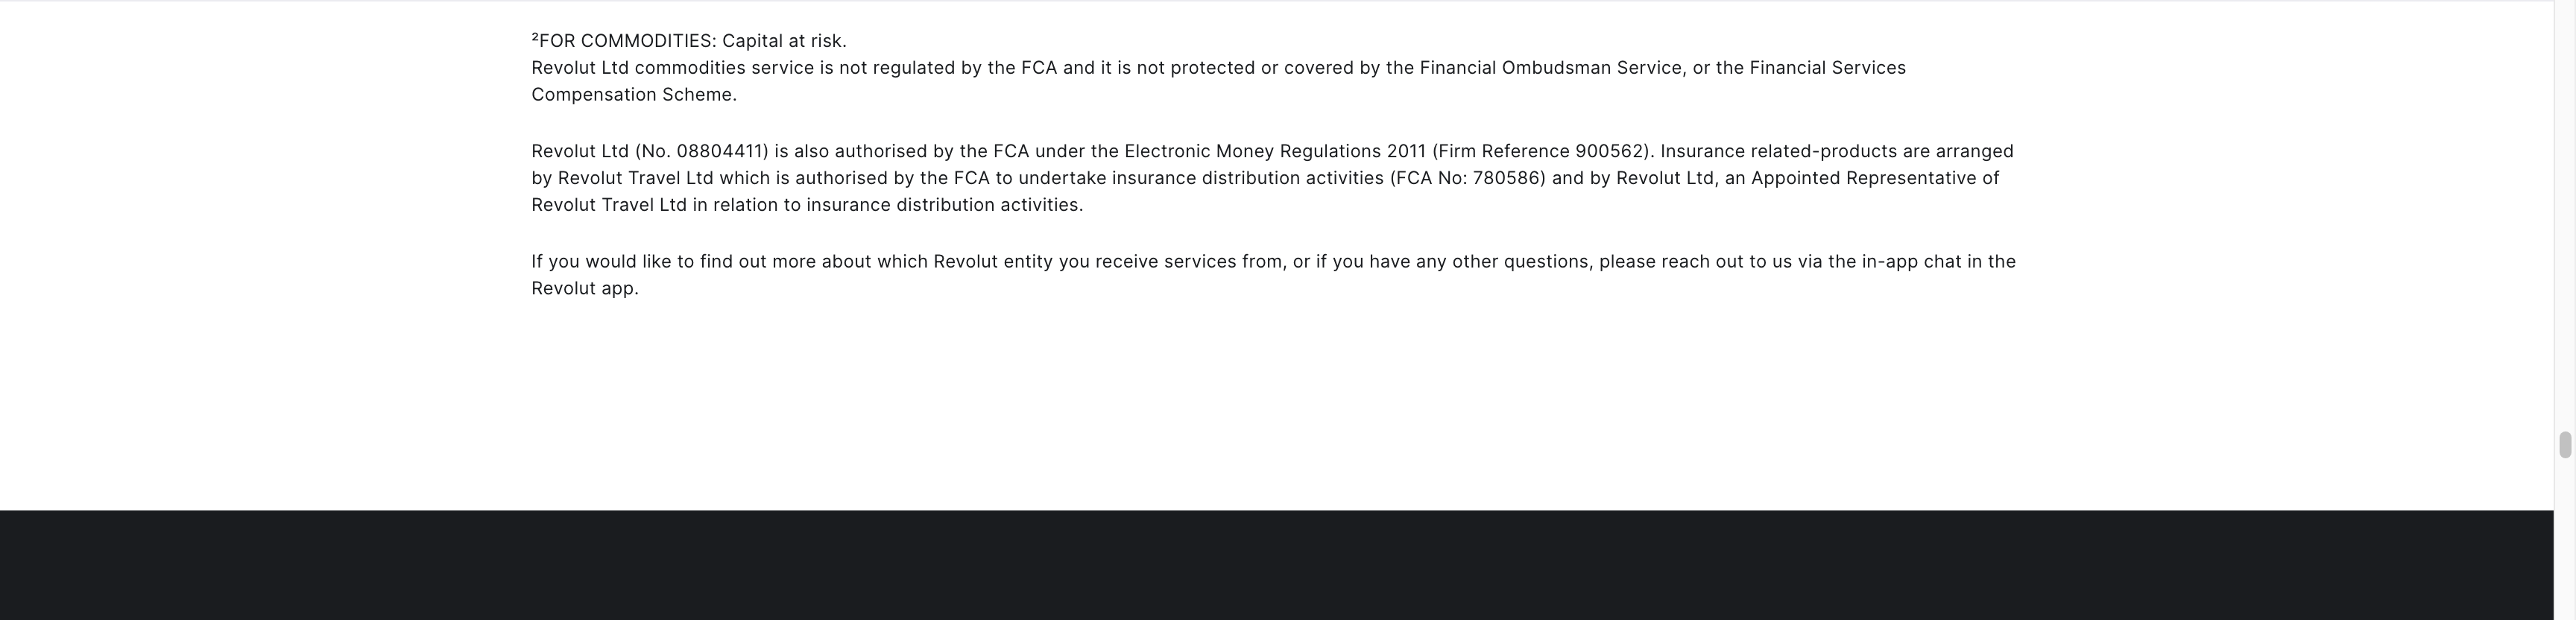 ²FOR COMMODITIES: Capital at risk.
Revolut Ltd commodities service is not regulated by the FCA and it is not protected or covered by the Financial Ombudsman Service, or the Financial Services
Compensation Scheme.
Revolut Ltd (No. 08804411) is also authorised by the FCA under the Electronic Money Regulations 2011 (Firm Reference 900562). Insurance related-products are arranged
by Revolut Travel Ltd which is authorised by the FCA to undertake insurance distribution activities (FCA No: 780586) and by Revolut Ltd, an Appointed Representative of
Revolut Travel Ltd in relation to insurance distribution activities.
If you would like to find out more about which Revolut entity you receive services from, or if you have any other questions, please reach out to us via the in-app chat in the
Revolut app.